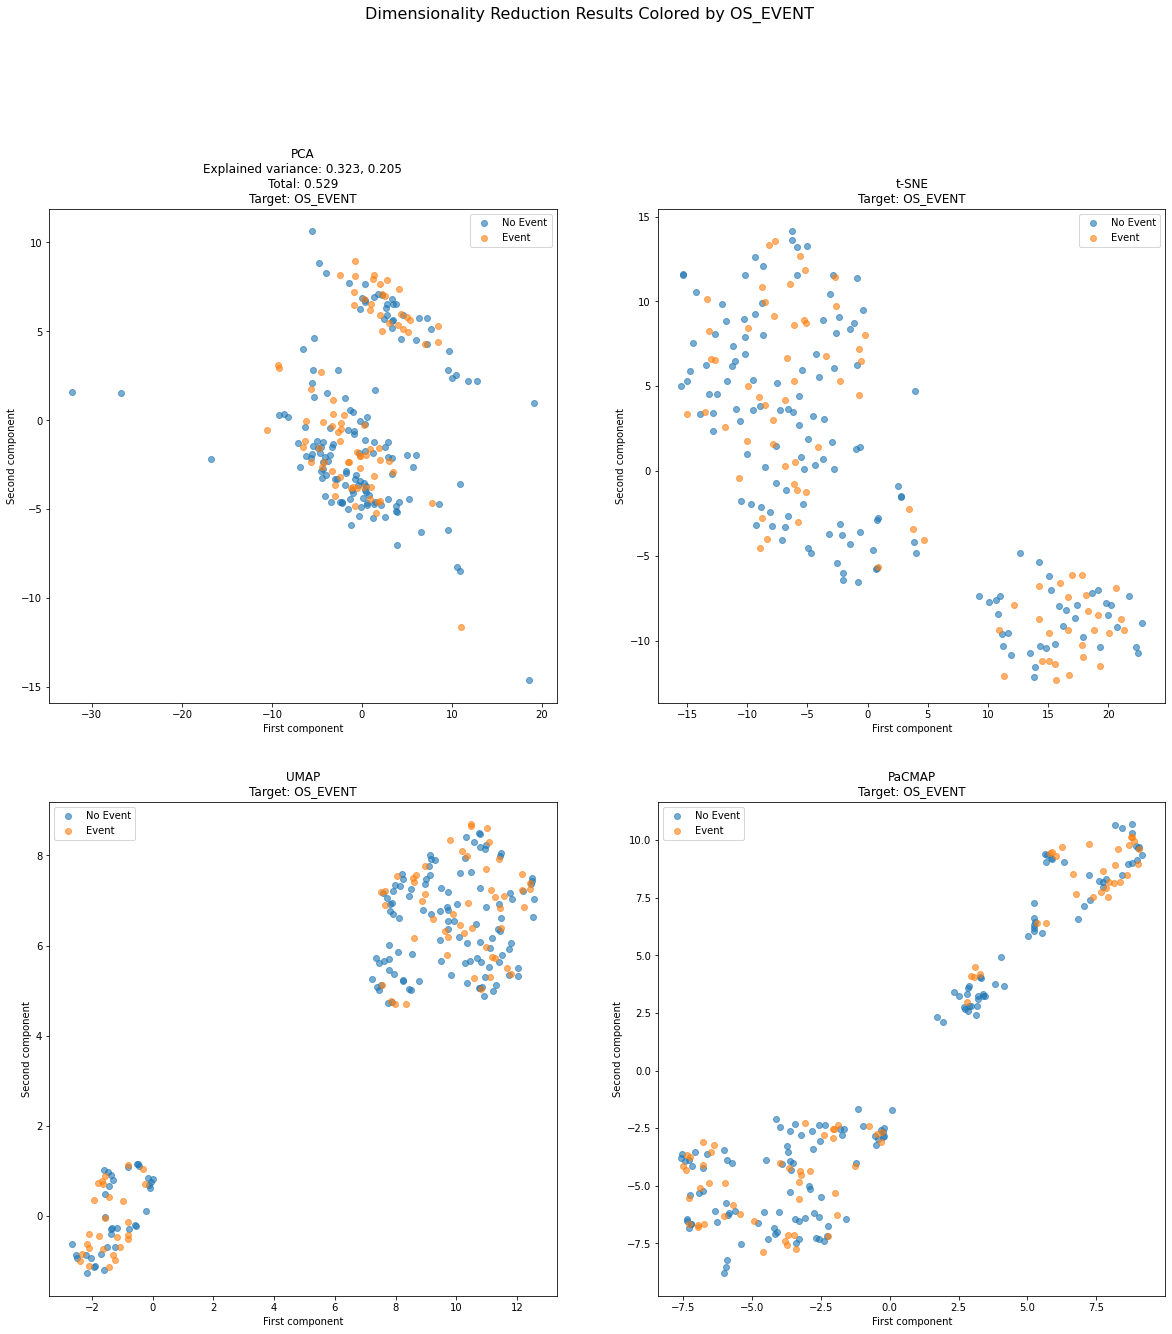 Dimensionality Reduction Results Colored by OS_EVENT
PCA
Explained variance: 0.323, 0.205
Total: 0.529
Target: OS_EVENT
No Event
Event
10
5
0
−5
−10
−15
Second component
−30
−20
−10
0
10
20
First component
t-SNE
Target: OS_EVENT
No Event
Event
15
10
5
0
−5
−10
Second component
−15
−10
−5
0
5
10
15
20
First component
UMAP
Target: OS_EVENT
No Event
Event
8
6
4
2
0
Second component
−2
0
2
4
6
8
10
12
First component
PaCMAP
Target: OS_EVENT
No Event
Event
10.0
7.5
5.0
2.5
0.0
−2.5
−5.0
−7.5
Second component
−7.5
−5.0
−2.5
0.0
2.5
5.0
7.5
First component